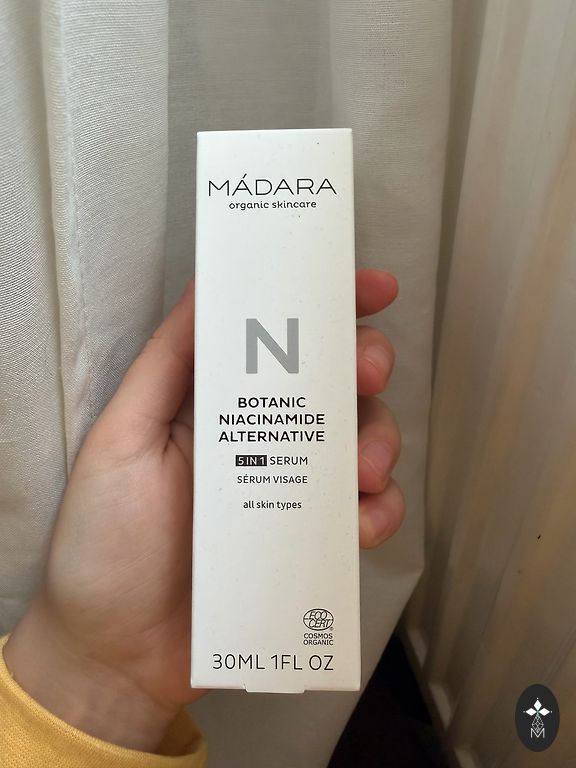 MÁDARA
organic skincare
N
BOTANIC
NIACINAMIDE
ALTERNATIVE
5 IN 1 SERUM
SÉRUM VISAGE
all skin types
ECO
CERT
COSMOS
ORGANIC
30ML 1FL OZ
M